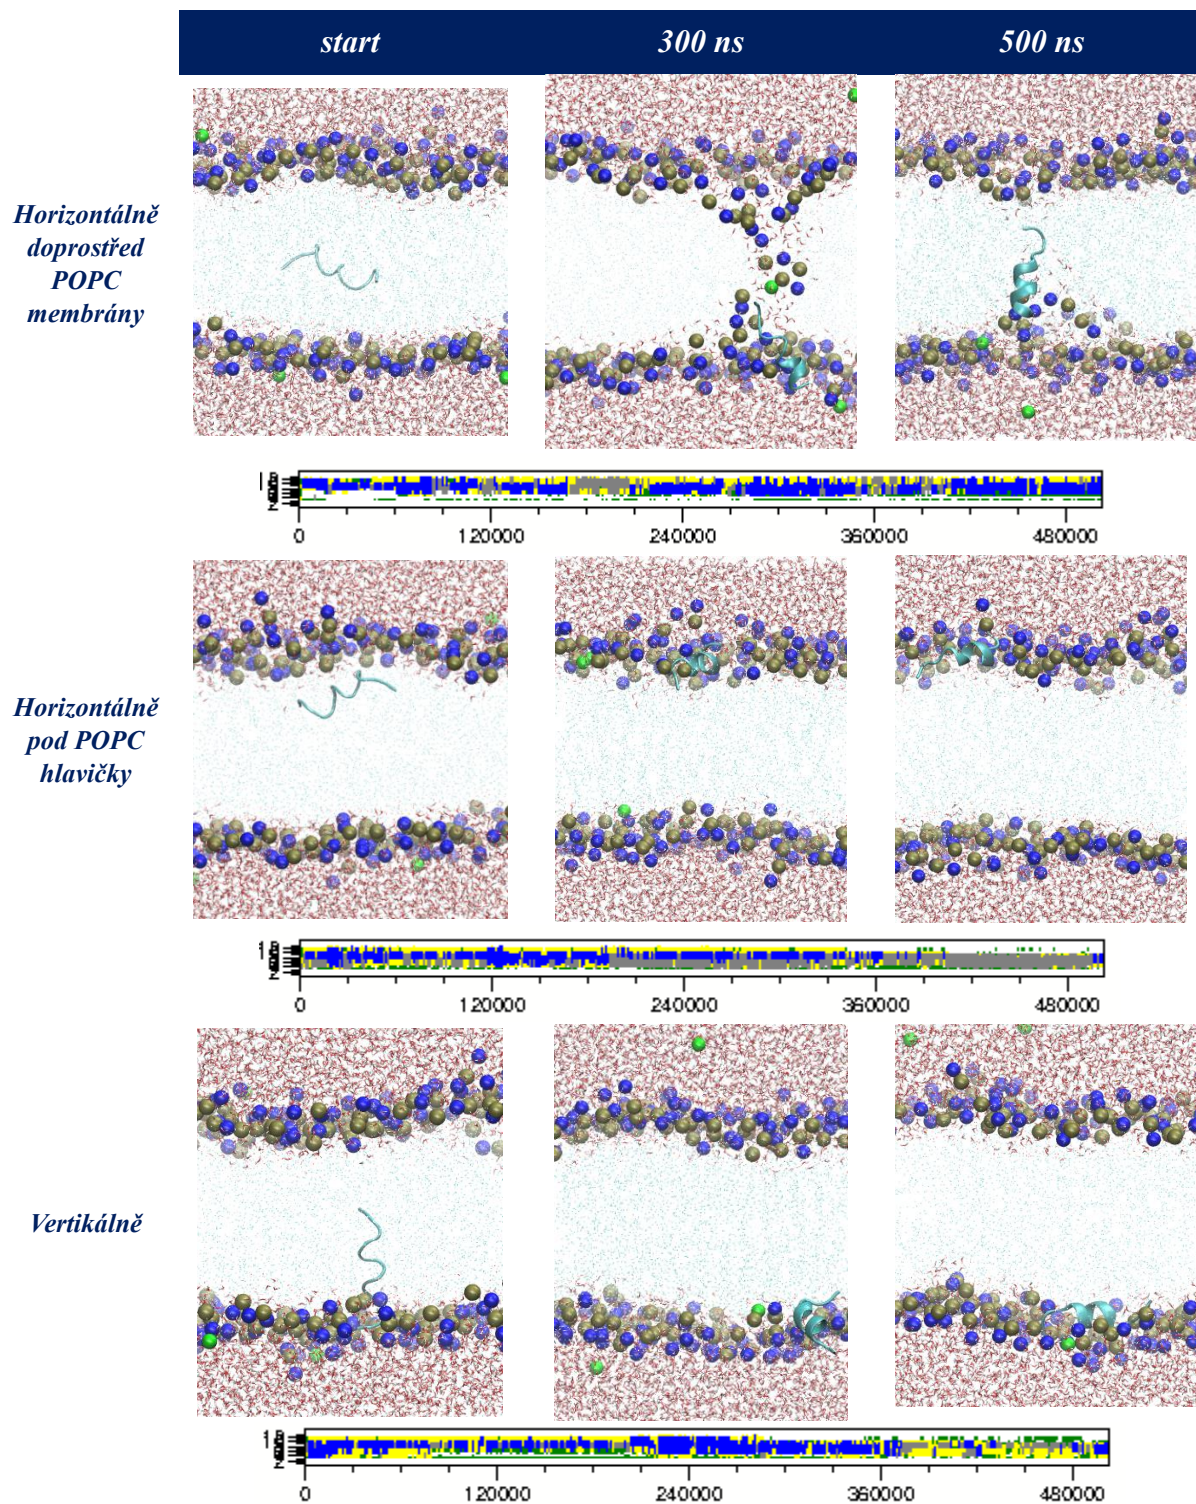 start 300 ns 500 ns
Horizontálně
doprostřed
POPC
membrány
0 120000 240000 360000 480000
Horizontálně
pod POPC
hlavičky
0 120000 240000 360000 480000
Vertikálně
0 120000 240000 360000 480000